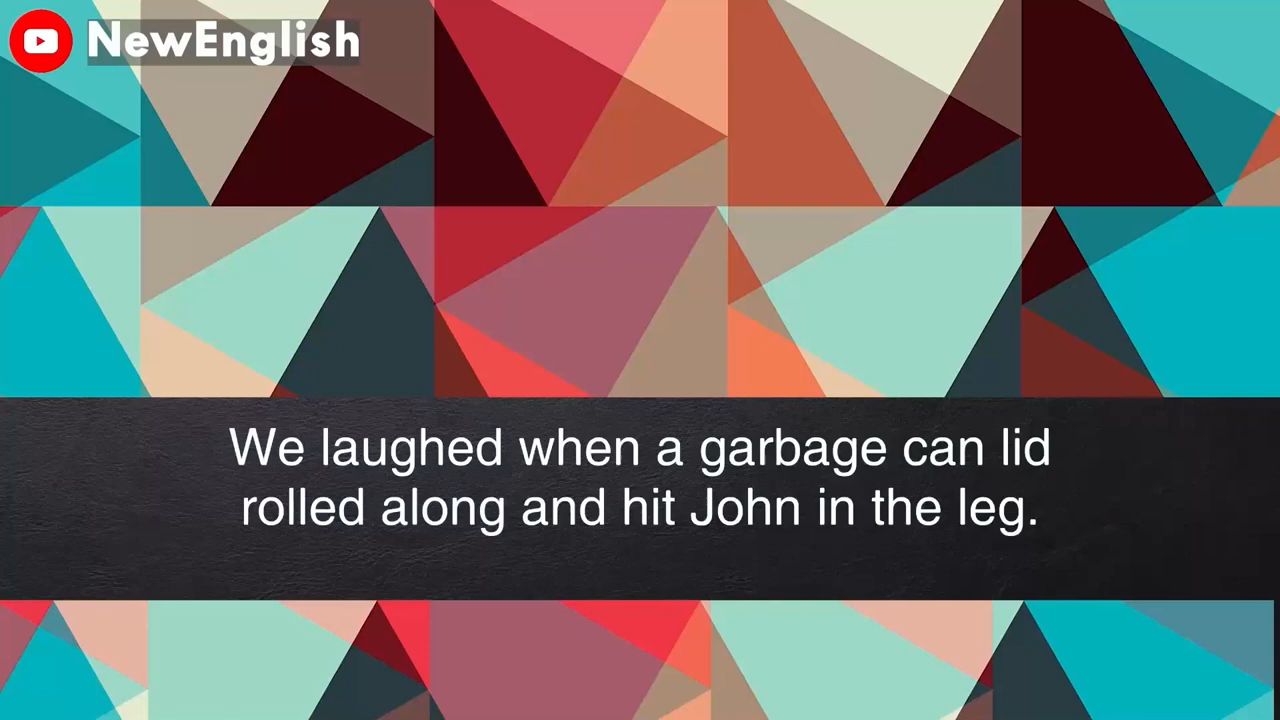 NewEnglish
We laughed when a garbage can lid
rolled along and hit John in the leg.